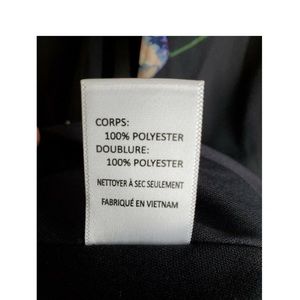 CORPS:
100% POLYESTER
DOUBLURE:
100% POLYESTER
NETTOYER À SEC SEULEMENT
FABRIQUÉ EN VIETNAM